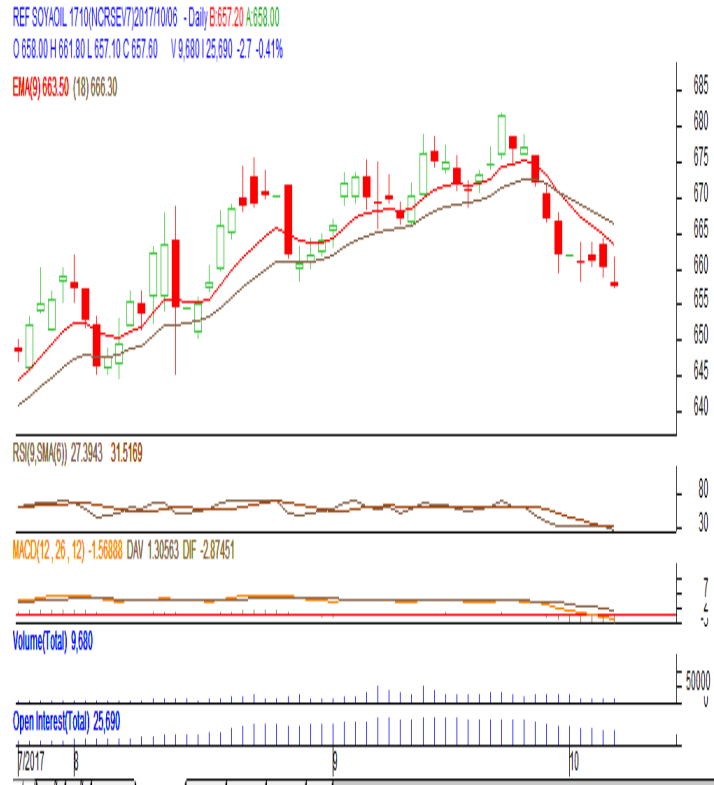 REF SOYAOIL 1710(NCRSEV7)2017/10/06 - Daily B:657.20 A:658.00
O 658.00 H 661.80 L 657.10 C 657.60 V 9,680 I 25,690 -2.7 -0.41%
EMA(9) 663.50 (18) 666.30
685
680
675
670
665
660
655
650
645
640
RSI(9,SMA(6)) 27.3943 31.5169
80
30
MACD(12 , 26 , 12) -1.56888 DAV 1.30563 DIF -2.87451
7
2
-3
Volume(Total) 9,680
50000
0
Open Interest(Total) 25,690
7/2017 8 9 10